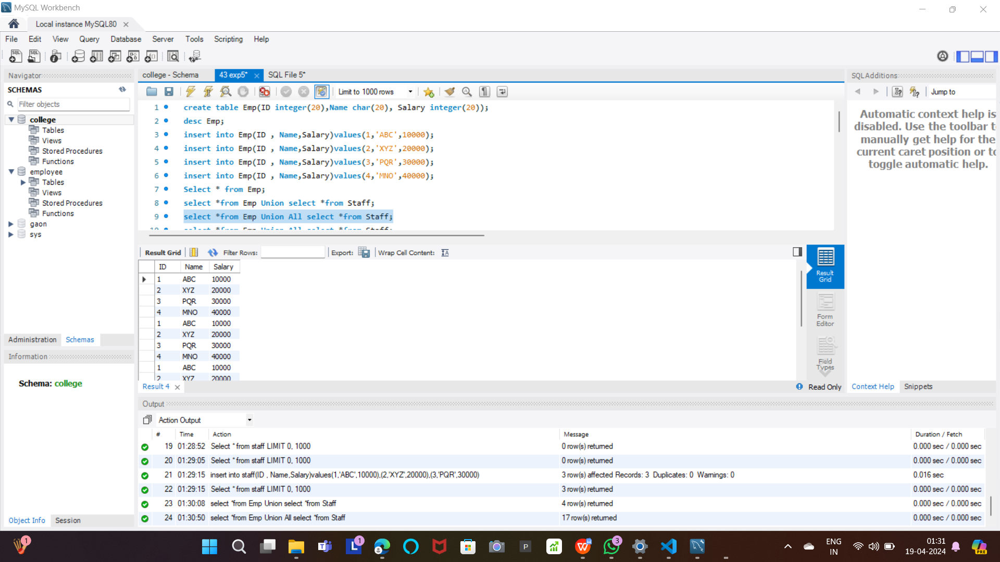 MySQL Workbench
Local instance MySQL80
File Edit View Query Database Server Tools Scripting Help
Navigator
SCHEMAS
Filter objects
college
Tables
Views
Stored Procedures
Functions
employee
Tables
Views
Stored Procedures
Functions
gaon
sys
Administration Schemas
Information
Schema: college
Object Info Session
college - Schema 43 exp5* SQL File 5*
Limit to 1000 rows
1 create table Emp(ID integer(20),Name char(20), Salary integer(20));
2 desc Emp;
3 insert into Emp(ID , Name,Salary)values(1,'ABC',10000);
4 insert into Emp(ID , Name,Salary)values(2,'XYZ',20000);
5 insert into Emp(ID , Name,Salary)values(3,'PQR',30000);
6 insert into Emp(ID , Name,Salary)values(4,'MNO',40000);
7 Select * from Emp;
8 select *from Emp Union select *from Staff;
9 select *from Emp Union All select *from Staff;
10 select *from Emp Union All select *from Staff;
Result Grid Filter Rows: Export: Wrap Cell Content:
ID Name Salary
1 ABC 10000
2 XYZ 20000
3 PQR 30000
4 MNO 40000
1 ABC 10000
2 XYZ 20000
3 PQR 30000
4 MNO 40000
1 ABC 10000
2 XYZ 20000
Result Grid
Form Editor
Field Types
Result 4
Read Only
SQLAdditions
Jump to
Automatic context help is
disabled. Use the toolbar t
manually get help for the
current caret position or to
toggle automatic help.
Context Help Snippets
Output
Action Output
# Time Action Message Duration / Fetch
19 01:28:52 Select * from staff LIMIT 0, 1000 0 row(s) returned 0.000 sec / 0.000 sec
20 01:29:05 Select * from staff LIMIT 0, 1000 0 row(s) returned 0.000 sec / 0.000 sec
21 01:29:15 insert into staff(ID , Name,Salary)values(1,'ABC',10000),(2,'XYZ',20000),(3,'PQR',30000) 3 row(s) affected Records: 3 Duplicates: 0 Warnings: 0 0.016 sec
22 01:29:15 Select * from staff LIMIT 0, 1000 3 row(s) returned 0.000 sec / 0.000 sec
23 01:30:08 select *from Emp Union select *from Staff 4 row(s) returned 0.000 sec / 0.000 sec
24 01:30:50 select *from Emp Union All select *from Staff 17 row(s) returned 0.000 sec / 0.000 sec
1
1
3
ENG
IN
01:31
19-04-2024
PRE